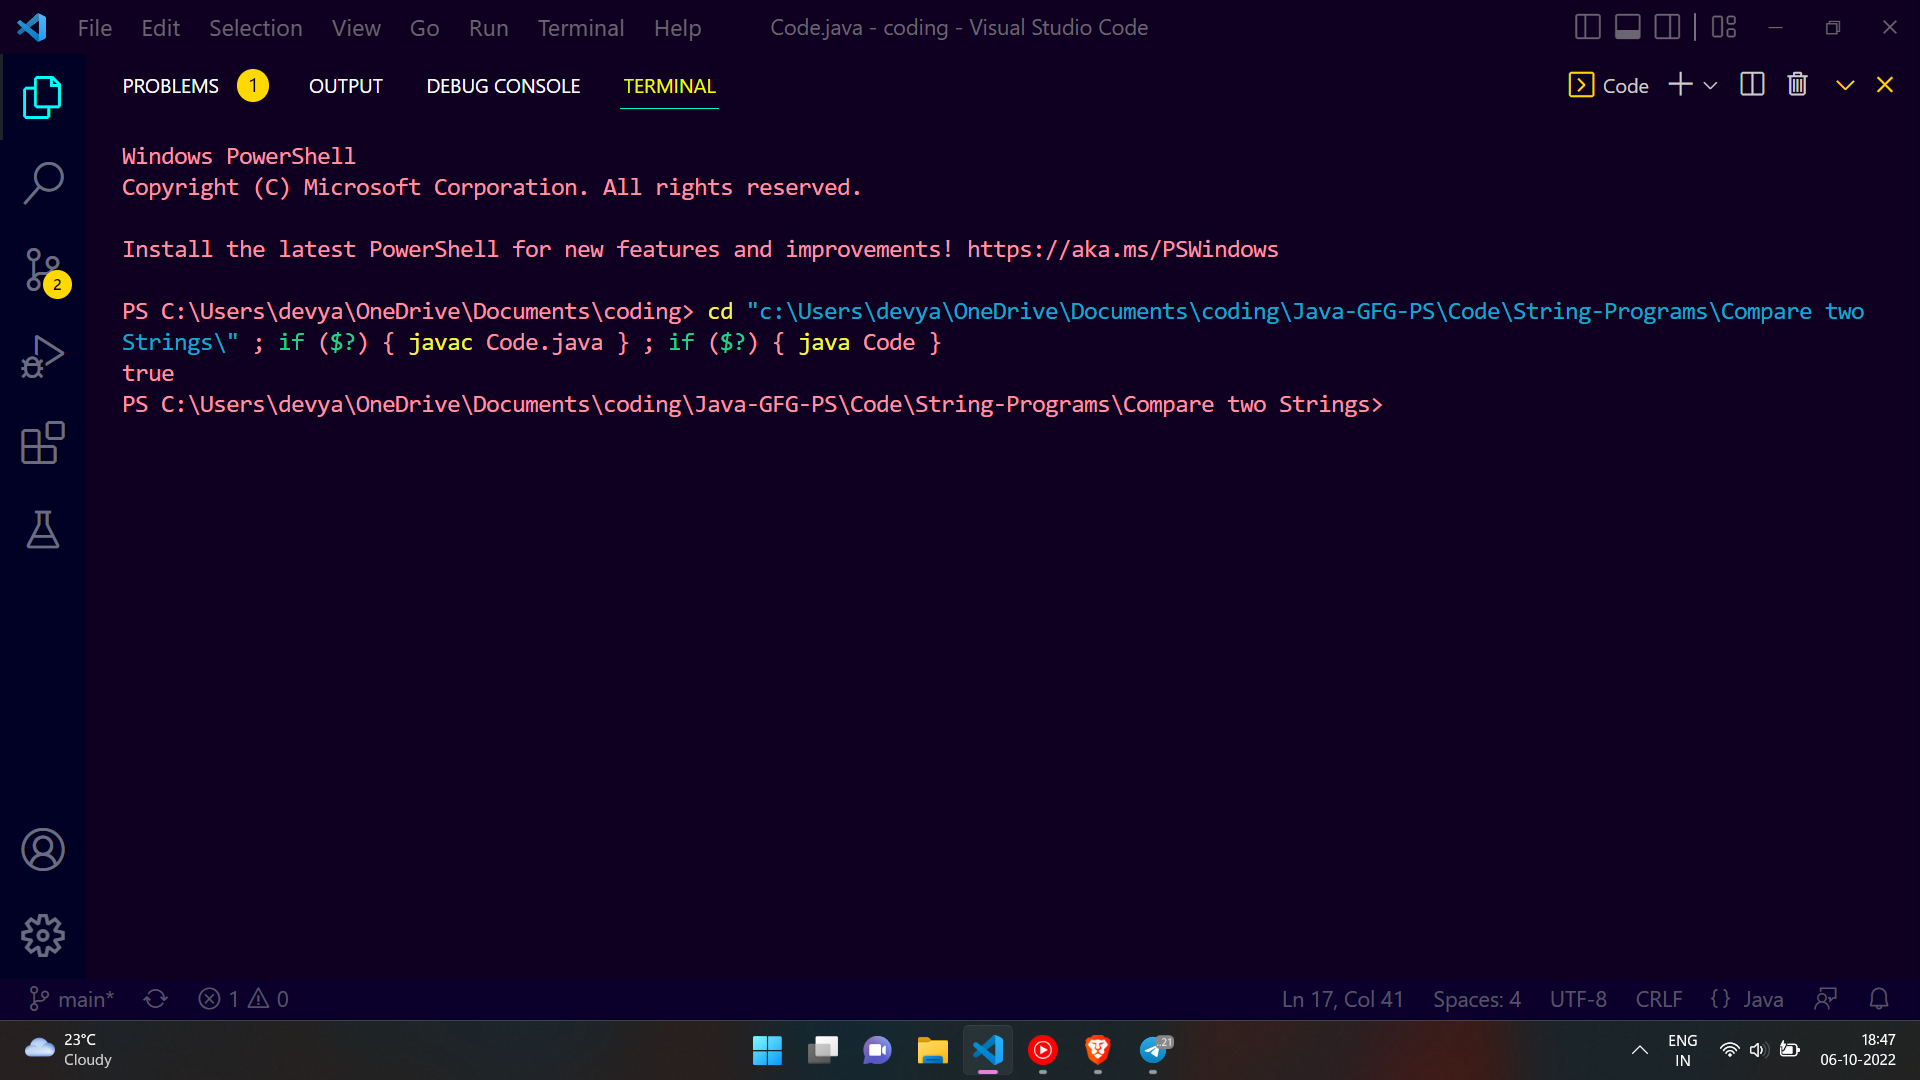 File Edit Selection View Go Run Terminal Help Code.java - coding - Visual Studio Code
PROBLEMS 1 OUTPUT DEBUG CONSOLE TERMINAL Code
Windows PowerShell
Copyright (C) Microsoft Corporation. All rights reserved.
Install the latest PowerShell for new features and improvements! https://aka.ms/PSWindows
2
PS C:\Users\devya\OneDrive\Documents\coding> cd "c:\Users\devya\OneDrive\Documents\coding\Java-GFG-PS\Code\String-Programs\Compare two
Strings\" ; if ($?) { javac Code.java } ; if ($?) { java Code }
true
PS C:\Users\devya\OneDrive\Documents\coding\Java-GFG-PS\Code\String-Programs\Compare two Strings>
main* 1 0 Ln 17, Col 41 Spaces: 4 UTF-8 CRLF {} Java
23°C
Cloudy
21
ENG
IN
18:47
06-10-2022